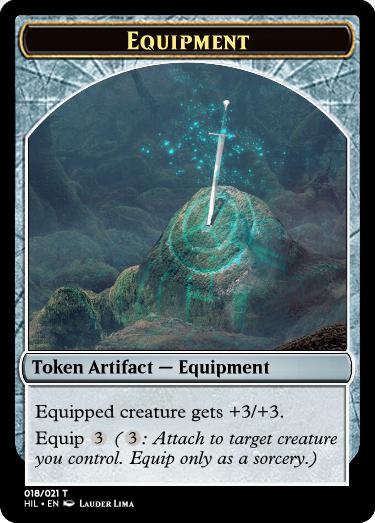 EQUIPMENT
Token Artifact — Equipment
Equipped creature gets +3/+3.
Equip 3 (3: Attach to target creature
you control. Equip only as a sorcery.)
018/021 T
HIL • EN LAUDER LIMA